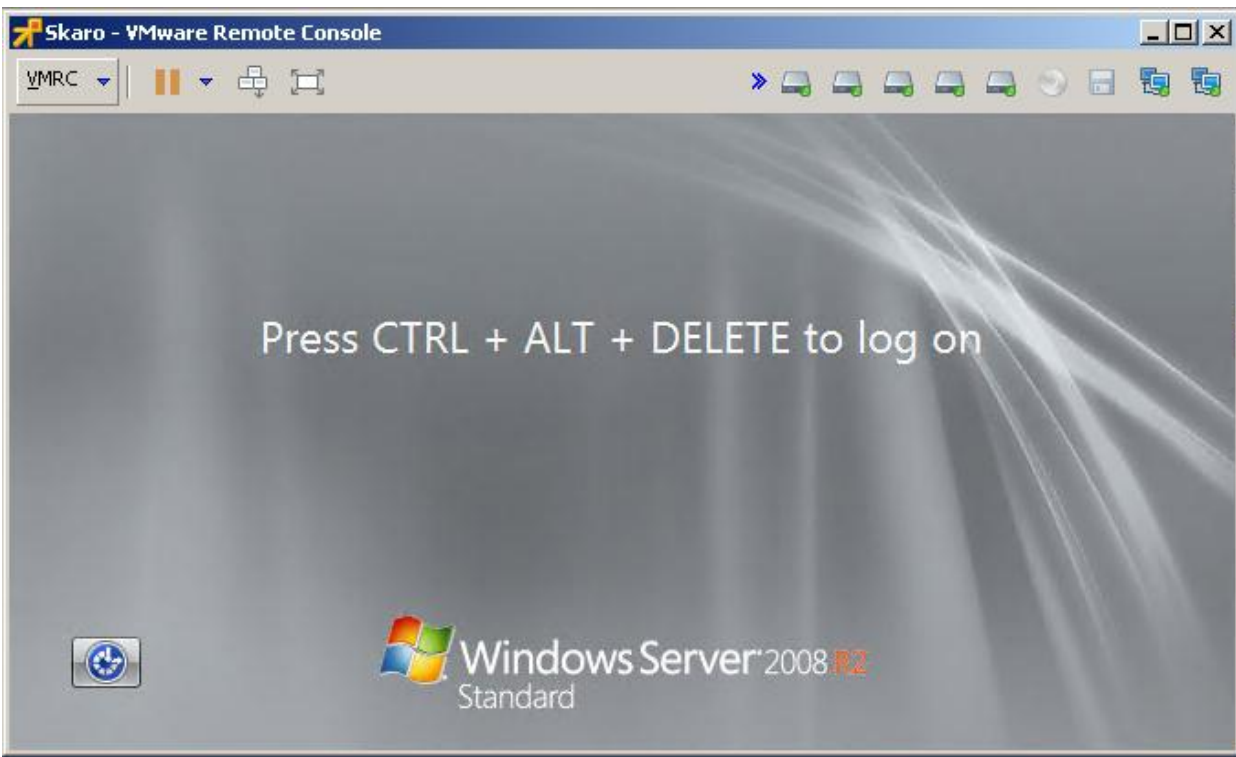 Skaro - VMware Remote Console
VMRC
Press CTRL + ALT + DELETE to log on
Windows Server 2008 R2
Standard